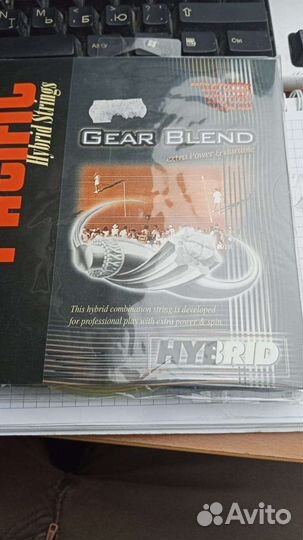 PACIFIC
Hybrid Strings
GEAR BLEND
extra Power & durable
This hybrid combination string is developed
for professional play with extra power & spin.
HYBRID
Alt
Avito